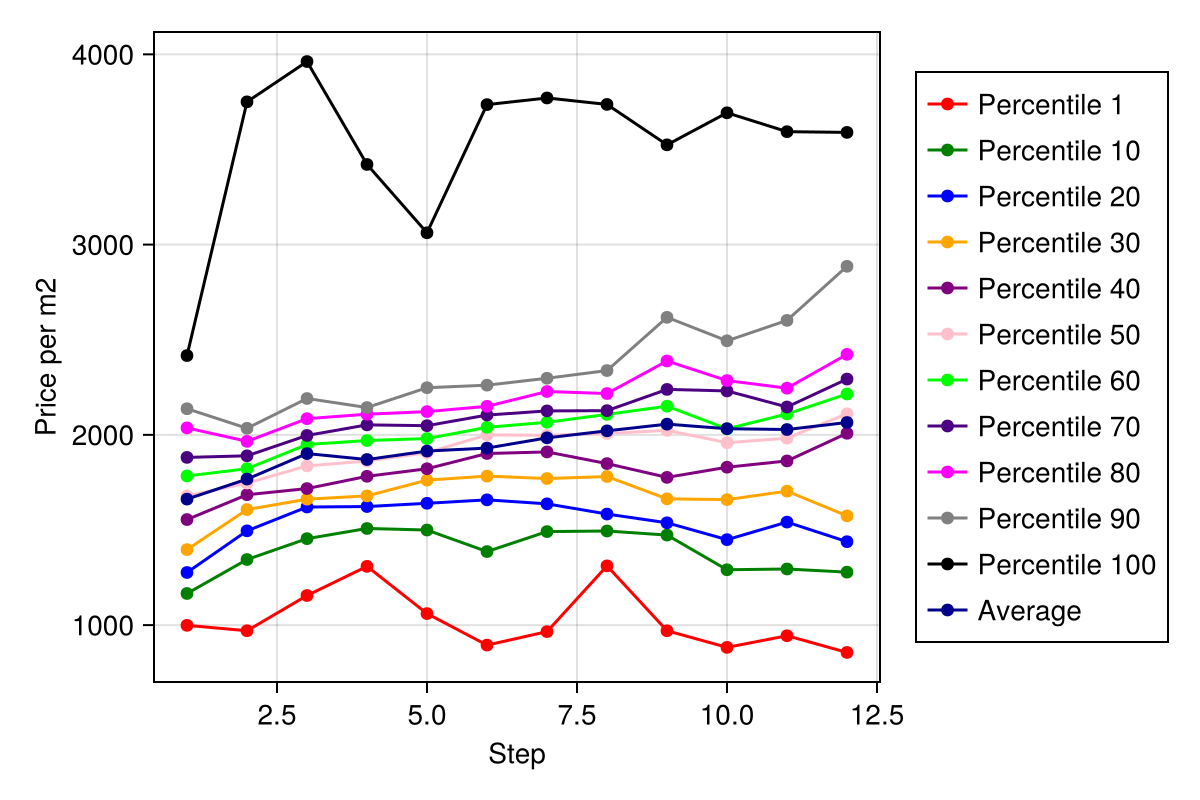 4000
3000
2000
1000
Price per m2
2.5 5.0 7.5 10.0 12.5
Step
Percentile 1
Percentile 10
Percentile 20
Percentile 30
Percentile 40
Percentile 50
Percentile 60
Percentile 70
Percentile 80
Percentile 90
Percentile 100
Average